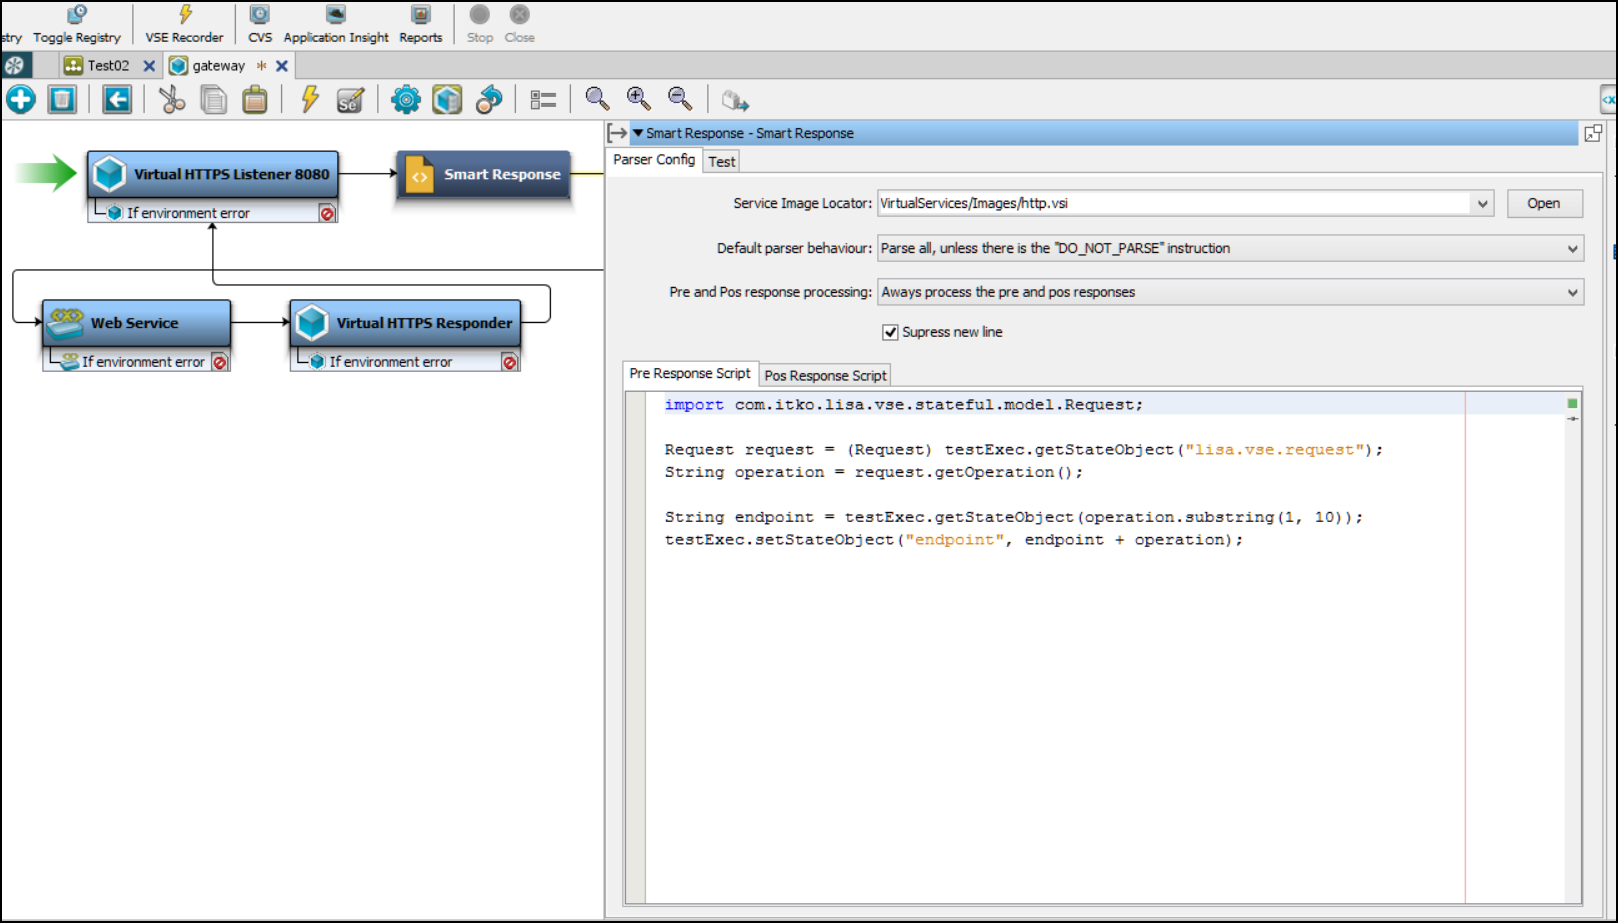 stry Toggle Registry VSE Recorder CVS Application Insight Reports Stop Close
Test02 gateway *
Se
Smart Response - Smart Response
Parser Config Test
Virtual HTTPS Listener 8080
If environment error
Smart Response
Service Image Locator: VirtualServices/Images/http.vsi Open
Default parser behaviour: Parse all, unless there is the "DO_NOT_PARSE" instruction
Pre and Pos response processing: Aways process the pre and pos responses
Supress new line
Web Service
If environment error
Virtual HTTPS Responder
If environment error
Pre Response Script Pos Response Script
import com.itko.lisa.vse.stateful.model.Request;
Request request = (Request) testExec.getStateObject("lisa.vse.request");
String operation = request.getOperation();
String endpoint = testExec.getStateObject(operation.substring(1, 10));
testExec.setStateObject("endpoint", endpoint + operation);